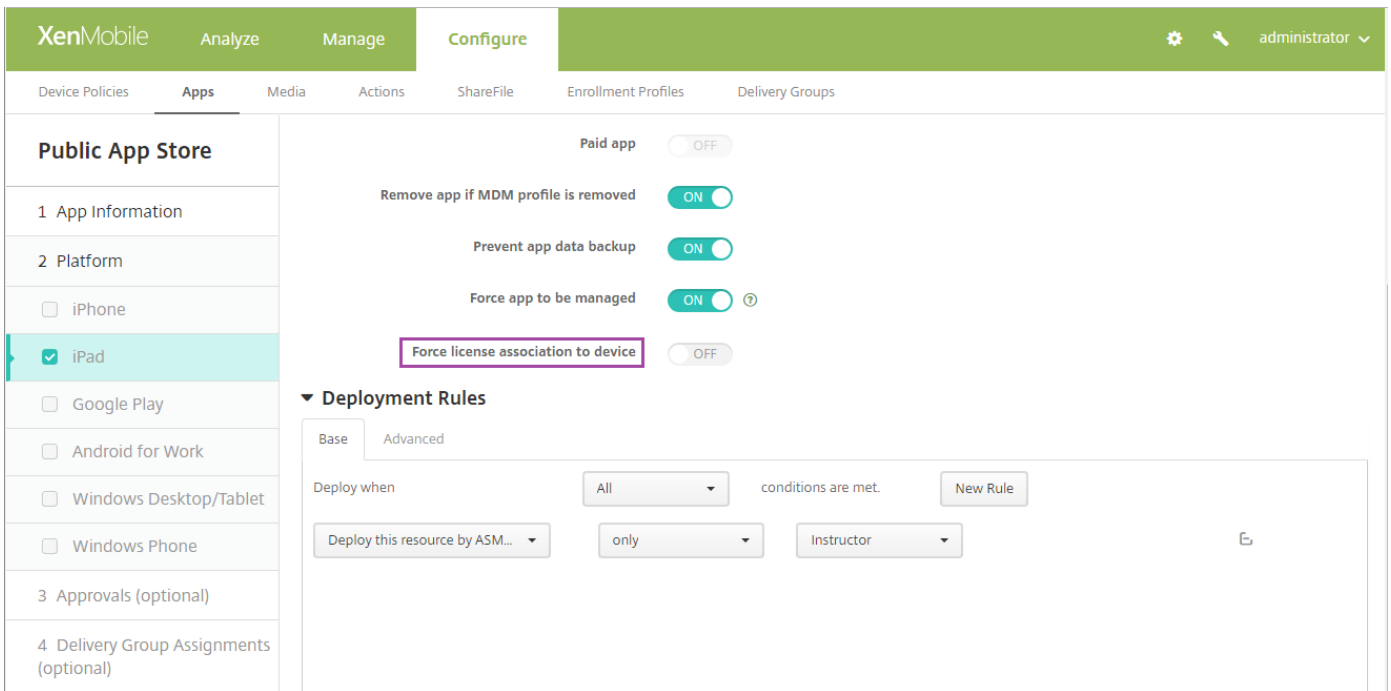 XenMobile Analyze Manage Configure administrator
Device Policies Apps Media Actions ShareFile Enrollment Profiles Delivery Groups
Public App Store
1 App Information
2 Platform
iPhone
iPad
Google Play
Android for Work
Windows Desktop/Tablet
Windows Phone
3 Approvals (optional)
4 Delivery Group Assignments
(optional)
Paid app OFF
Remove app if MDM profile is removed ON
Prevent app data backup ON
Force app to be managed ON ?
Force license association to device OFF
Deployment Rules
Base Advanced
Deploy when All conditions are met. New Rule
Deploy this resource by ASM... only Instructor